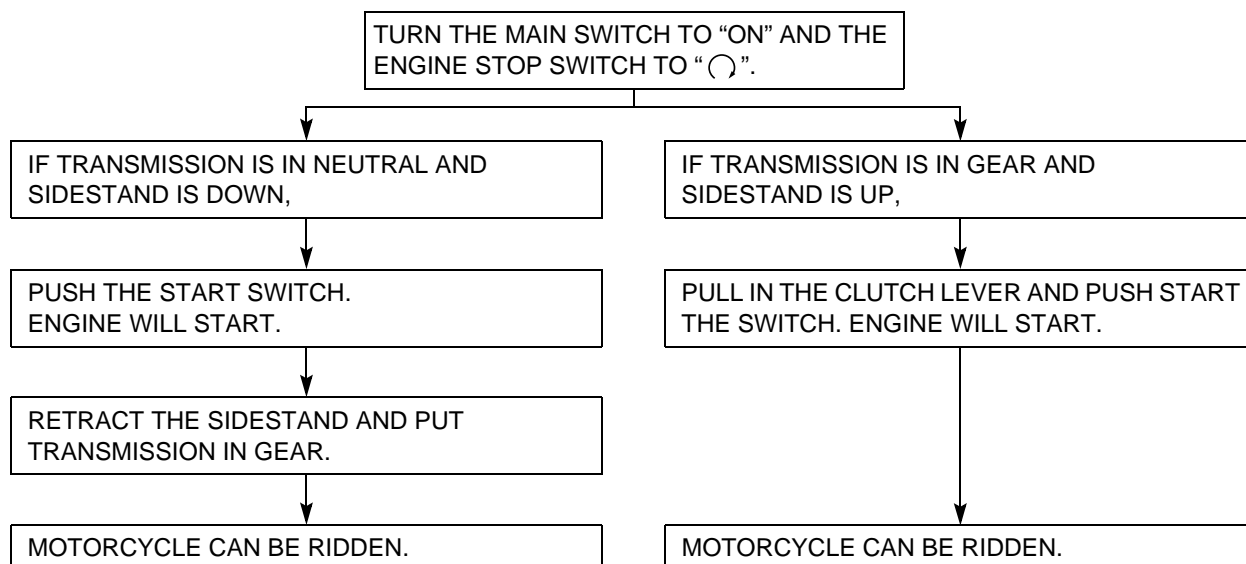 TURN THE MAIN SWITCH TO “ON” AND THE
ENGINE STOP SWITCH TO “ ”.
IF TRANSMISSION IS IN NEUTRAL AND
SIDESTAND IS DOWN,
PUSH THE START SWITCH.
ENGINE WILL START.
RETRACT THE SIDESTAND AND PUT
TRANSMISSION IN GEAR.
MOTORCYCLE CAN BE RIDDEN.
IF TRANSMISSION IS IN GEAR AND
SIDESTAND IS UP,
PULL IN THE CLUTCH LEVER AND PUSH START
THE SWITCH. ENGINE WILL START.
MOTORCYCLE CAN BE RIDDEN.